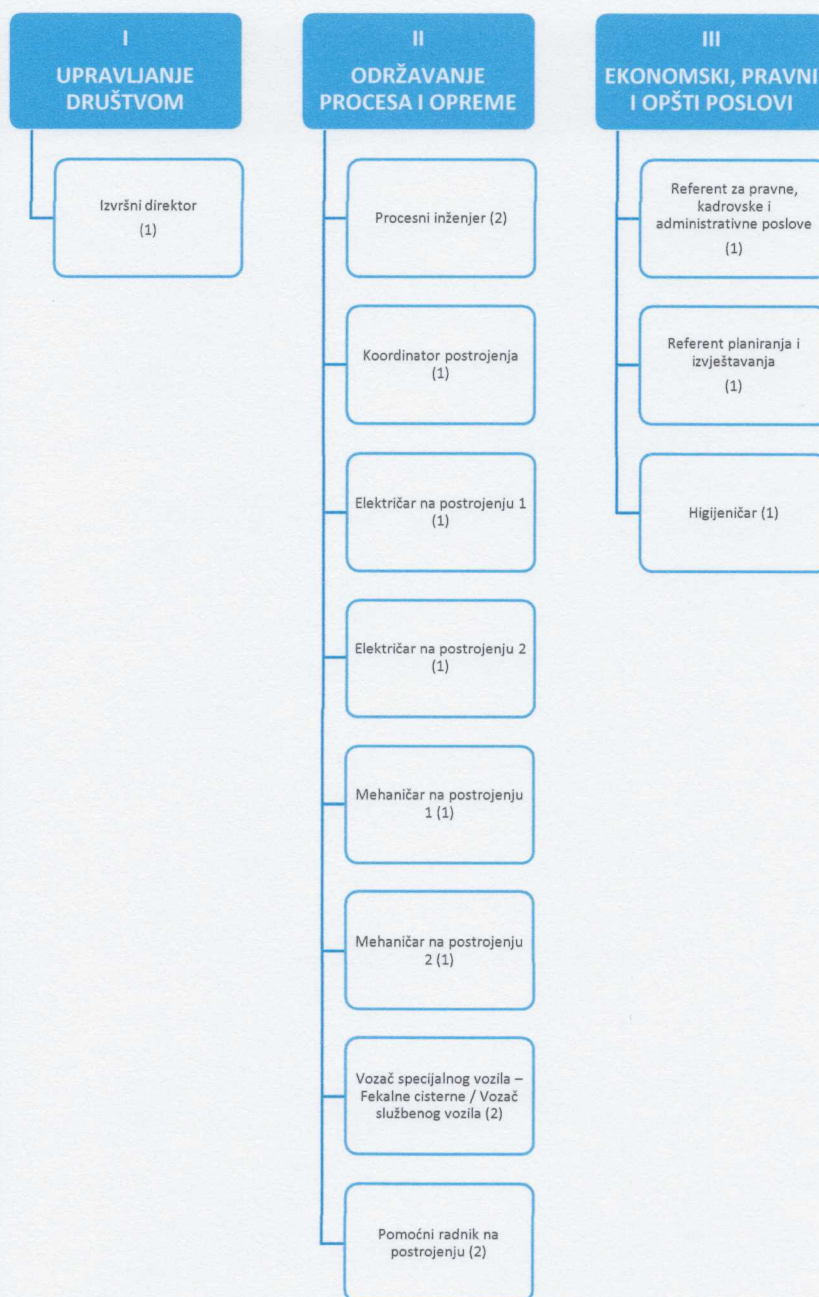 I
UPRAVLJANJE
DRUŠTVOM
Izvršni direktor
(1)
II
ODRŽAVANJE
PROCESA I OPREME
Procesni inženjer (2)
Koordinator postrojenja
(1)
Električar na postrojenju 1
(1)
Električar na postrojenju 2
(1)
Mehaničar na postrojenju
1 (1)
Mehaničar na postrojenju
2 (1)
Vozač specijalnog vozila –
Fekalne cisterne / Vozač
službenog vozila (2)
Pomoćni radnik na
postrojenju (2)
III
EKONOMSKI, PRAVNI
I OPŠTI POSLOVI
Referent za pravne,
kadrovske i
administrativne poslove
(1)
Referent planiranja i
izvještavanja
(1)
Higijeničar (1)